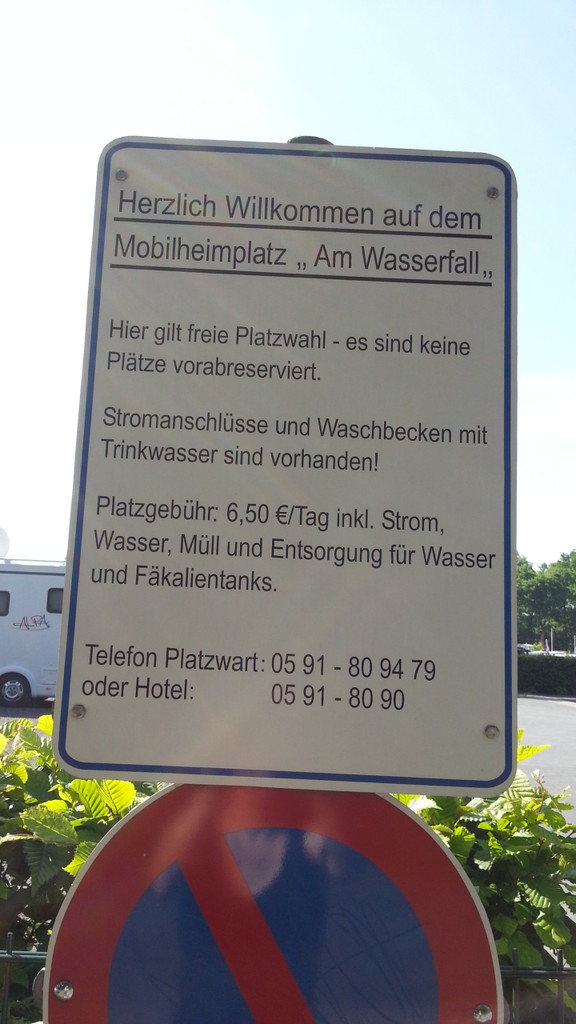 Herzlich Willkommen auf dem
Mobilheimplatz „ Am Wasserfall„
Hier gilt freie Platzwahl - es sind keine
Plätze vorabreserviert.
Stromanschlüsse und Waschbecken mit
Trinkwasser sind vorhanden!
Platzgebühr: 6,50 €/Tag inkl. Strom,
Wasser, Müll und Entsorgung für Wasser
und Fäkalientanks.
Telefon Platzwart: 05 91 - 80 94 79
oder Hotel: 05 91 - 80 90